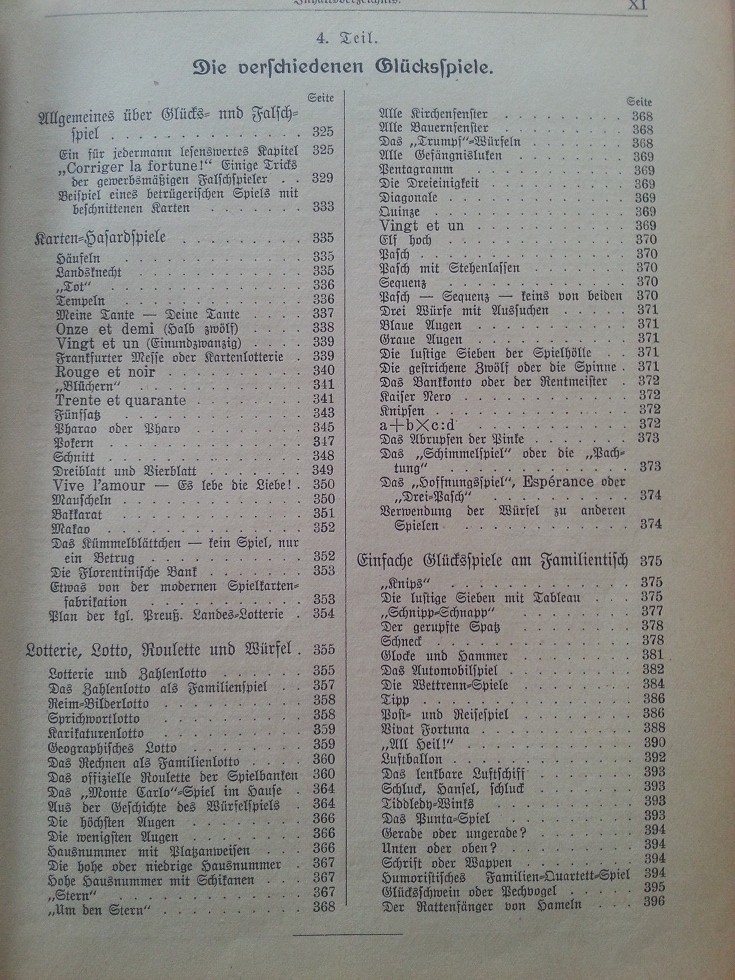 Inhaltsverzeichnis. XI
4. Teil.
Die verschiedenen Glücksspiele.
Seite
Allgemeines über Glücks- und Falsch-
spiel . . . . . . . . . . . . . 325
Ein für jedermann lesenswertes Kapitel 325
„Corriger la fortune!“ Einige Tricks
der gewerbsmäßigen Falschspieler . . 329
Beispiel eines betrügerischen Spiels mit
beschnittenen Karten . . . . . . . 333
Karten-Hasardspiele . . . . . . . . . 335
Häufeln . . . . . . . . . . . . 335
Landsknecht . . . . . . . . . . 335
„Tot“ . . . . . . . . . . . . . 336
Tempeln . . . . . . . . . . . . 336
Meine Tante — Deine Tante . . . . 337
Onze et demi (Halb zwölf) . . . . 338
Vingt et un (Einundzwanzig) . . . . 339
Frankfurter Messe oder Kartenlotterie . 339
Rouge et noir . . . . . . . . . . 340
„Blüchern“ . . . . . . . . . . . 341
Trente et quarante . . . . . . . . 341
Fünfsatz . . . . . . . . . . . . 343
Pharao oder Pharo . . . . . . . . 345
Pokern . . . . . . . . . . . . . 347
Schnitt . . . . . . . . . . . . . 348
Dreiblatt und Vierblatt . . . . . . 349
Vive l'amour — Es lebe die Liebe! . 350
Mauscheln . . . . . . . . . . . 350
Bakkarat . . . . . . . . . . . . 351
Makao . . . . . . . . . . . . . 352
Das Kümmelblättchen — kein Spiel, nur
ein Betrug . . . . . . . . . . 352
Die Florentinische Bank . . . . . . 353
Etwas von der modernen Spielkarten-
fabrikation . . . . . . . . . . 353
Plan der kgl. Preuß. Landes-Lotterie . 354
Lotterie, Lotto, Roulette und Würfel . 355
Lotterie und Zahlenlotto . . . . . . 355
Das Zahlenlotto als Familienspiel . . 357
Reim-Bilderlotto . . . . . . . . . 358
Sprichwortlotto . . . . . . . . . 358
Karikaturenlotto . . . . . . . . . 359
Geographisches Lotto . . . . . . . 359
Das Rechnen als Familienlotto . . . . 360
Das offizielle Roulette der Spielbanken 360
Das „Monte Carlo“-Spiel im Hause . 364
Aus der Geschichte des Würfelspiels . 364
Die höchsten Augen . . . . . . . 366
Die wenigsten Augen . . . . . . . 366
Hausnummer mit Platzanweisen . . . 366
Die hohe oder niedrige Hausnummer . 367
Hohe Hausnummer mit Schikanen . . 367
„Stern“ . . . . . . . . . . . . 367
„Um den Stern“ . . . . . . . . . 368
Seite
Alle Kirchenfenster . . . . . . . . 368
Alle Bauernfenster . . . . . . . . 368
Das „Trumpf“-Würfeln . . . . . . 368
Alle Gefängnisluken . . . . . . . 369
Pentagramm . . . . . . . . . . 369
Die Dreieinigkeit . . . . . . . . 369
Diagonale . . . . . . . . . . . 369
Quinze . . . . . . . . . . . . 369
Vingt et un . . . . . . . . . . 369
Elf hoch . . . . . . . . . . . . 370
Pasch . . . . . . . . . . . . . 370
Pasch mit Stehenlassen . . . . . . 370
Sequenz . . . . . . . . . . . . 370
Pasch — Sequenz — keins von beiden 370
Drei Würfe mit Aussuchen . . . . . 371
Blaue Augen . . . . . . . . . . 371
Graue Augen . . . . . . . . . . 371
Die lustige Sieben der Spielhölle . . 371
Die gestrichene Zwölf oder die Spinne . 371
Das Bankkonto oder der Rentmeister . 372
Kaiser Nero . . . . . . . . . . 372
Knipsen . . . . . . . . . . . . 372
a+b×c:d . . . . . . . . . . . 372
Das Abrupfen der Pinke . . . . . . 373
Das „Schimmelspiel“ oder die „Pach-
tung“ . . . . . . . . . . . . 373
Das „Hoffnungsspiel“, Espérance oder
„Drei-Pasch“ . . . . . . . . . 374
Verwendung der Würfel zu anderen
Spielen . . . . . . . . . . . 374
Einfache Glücksspiele am Familientisch 375
„Knips“ . . . . . . . . . . . . 375
Die lustige Sieben mit Tableau . . . 375
„Schnipp-Schnapp“ . . . . . . . 377
Der gerupfte Spatz . . . . . . . . 378
Schneck . . . . . . . . . . . . 378
Glocke und Hammer . . . . . . . 381
Das Automobilspiel . . . . . . . 382
Die Wettrenn-Spiele . . . . . . . 384
Tipp . . . . . . . . . . . . . 386
Post- und Reisespiel . . . . . . . 386
Vivat Fortuna . . . . . . . . . . 388
„All Heil!“ . . . . . . . . . . . 390
Luftballon . . . . . . . . . . . 392
Das lenkbare Luftschiff . . . . . . 393
Schluck, Hansel, schluck . . . . . . 393
Tiddledy-Winks . . . . . . . . . 393
Das Punta-Spiel . . . . . . . . . 394
Gerade oder ungerade? . . . . . . 394
Unten oder oben? . . . . . . . . 394
Schrift oder Wappen . . . . . . . 394
Humoristisches Familien-Quartett-Spiel 394
Glücksschwein oder Pechvogel . . . . 395
Der Rattenfänger von Hameln . . . . 396